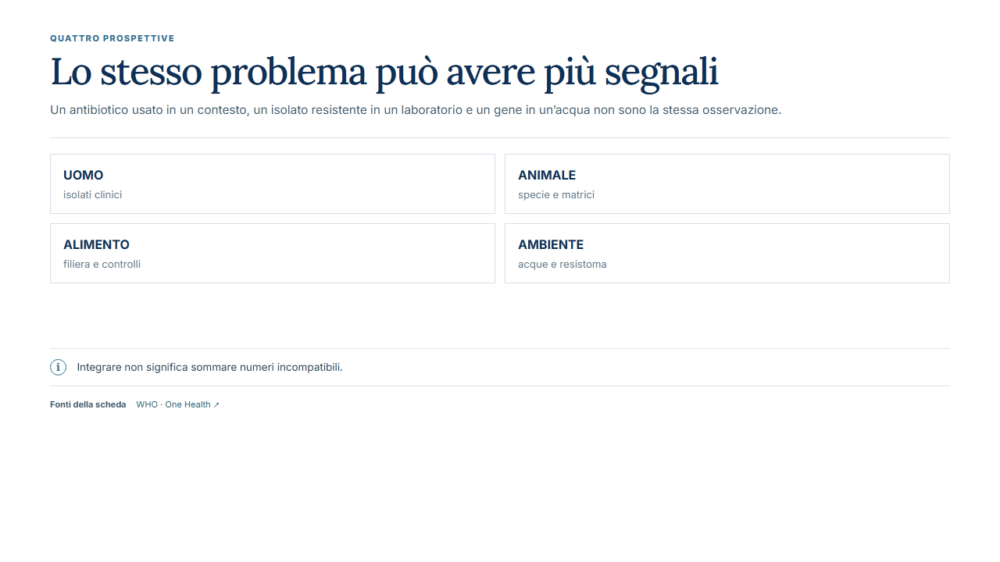 QUATTRO PROSPETTIVE
Lo stesso problema può avere più segnali
Un antibiotico usato in un contesto, un isolato resistente in un laboratorio e un gene in un’acqua non sono la stessa osservazione.
UOMO
isolati clinici
ANIMALE
specie e matrici
ALIMENTO
filiera e controlli
AMBIENTE
acque e resistoma
i Integrare non significa sommare numeri incompatibili.
Fonti della scheda WHO · One Health ↗